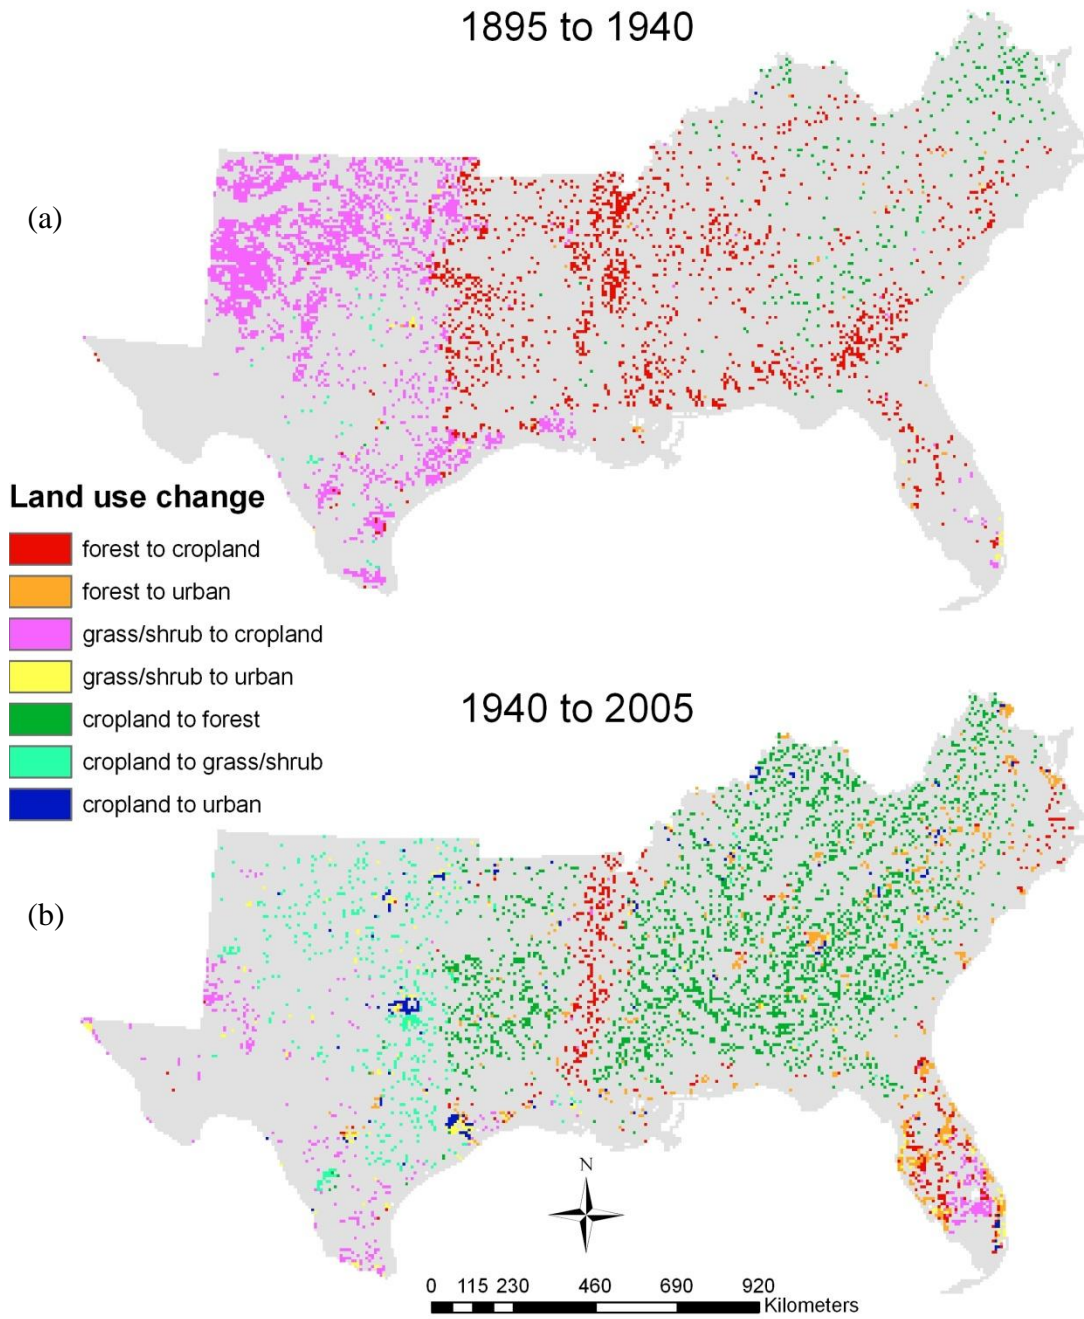 1895 to 1940
(a)
Land use change
forest to cropland
forest to urban
grass/shrub to cropland
grass/shrub to urban
cropland to forest
cropland to grass/shrub
cropland to urban
1940 to 2005
(b)
N
0 115 230 460 690 920
Kilometers